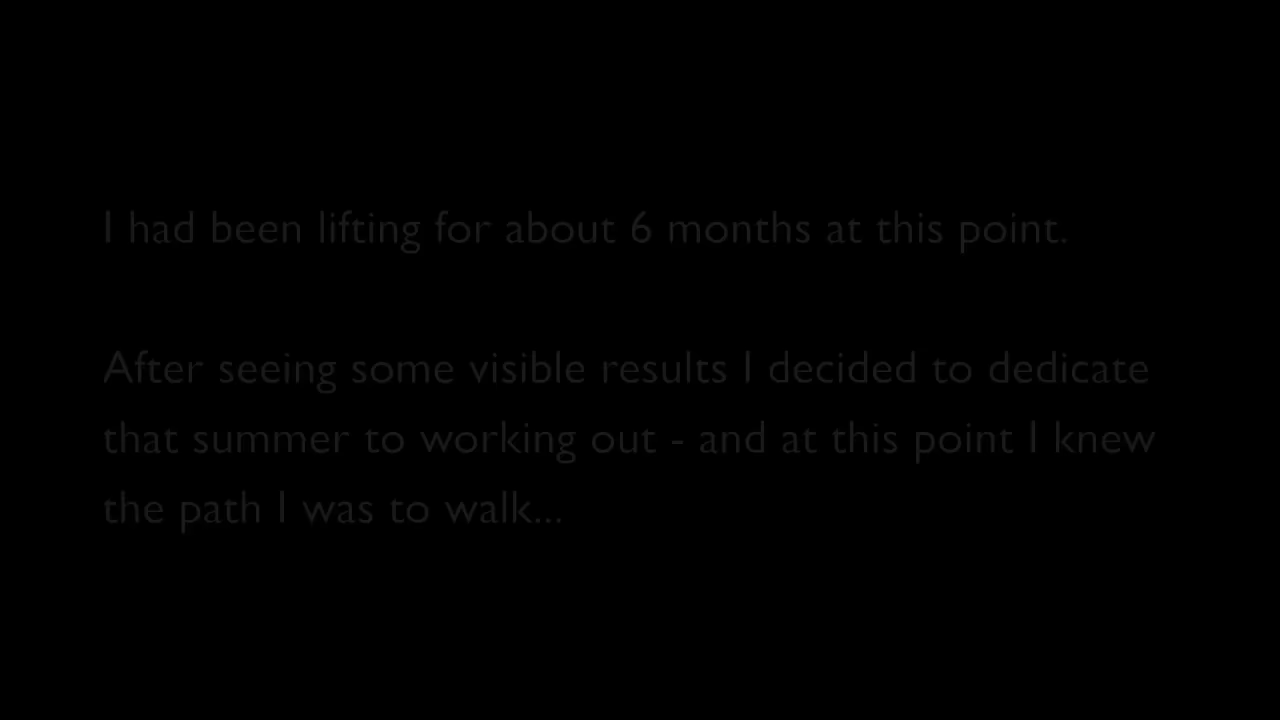 I had been lifting for about 6 months at this point.
After seeing some visible results I decided to dedicate
that summer to working out - and at this point I knew
the path I was to walk...